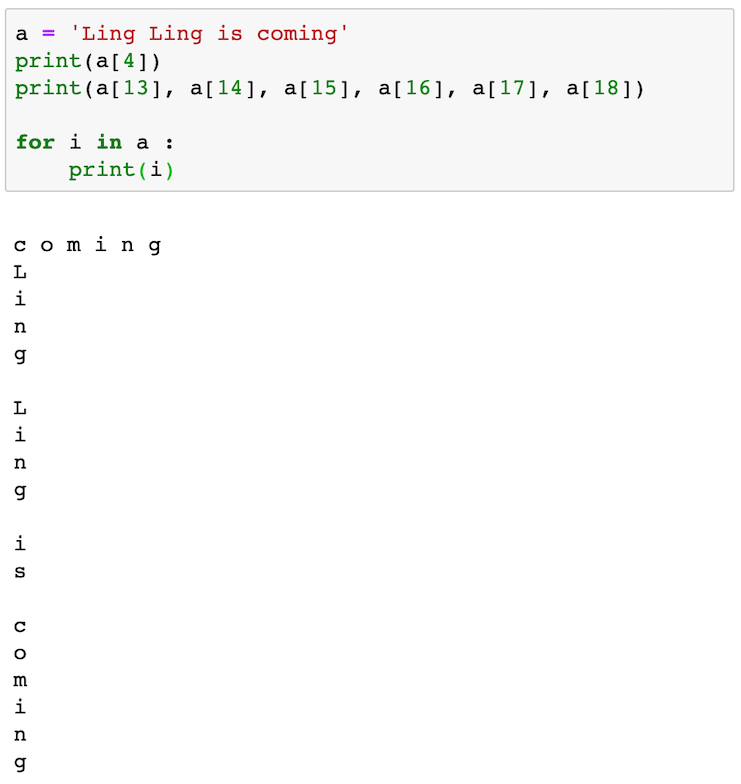 a = 'Ling Ling is coming'
print(a[4])
print(a[13], a[14], a[15], a[16], a[17], a[18])
for i in a :
    print(i)
c o m i n g
L
i
n
g
L
i
n
g
i
s
c
o
m
i
n
g